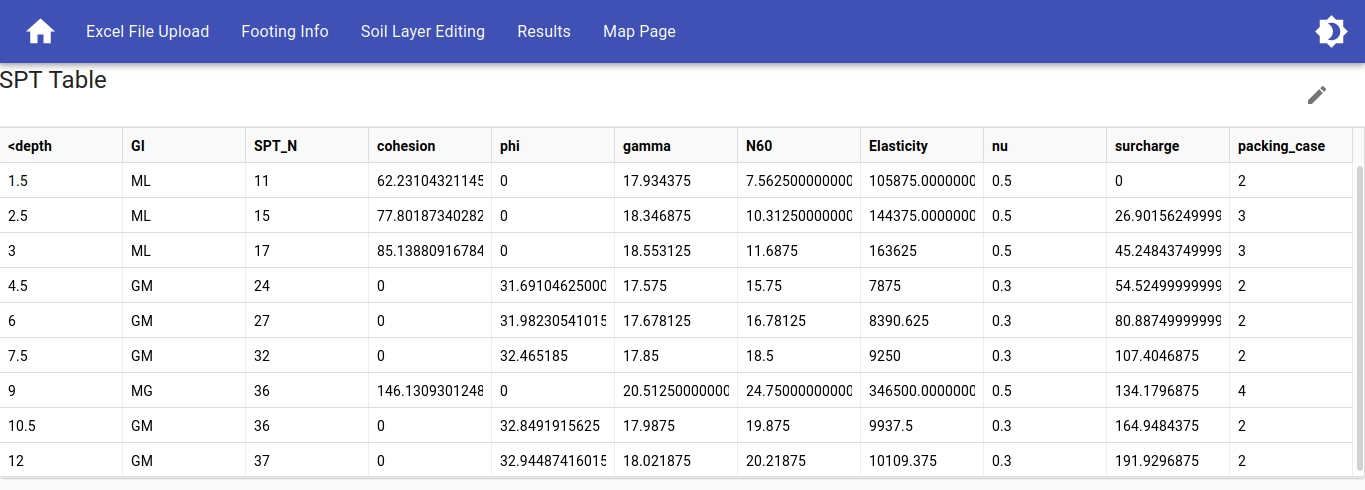 Excel File Upload Footing Info Soil Layer Editing Results Map Page
SPT Table
<depth GI SPT_N cohesion phi gamma N60 Elasticity nu surcharge packing_case
1.5 ML 11 62.23104321145 0 17.934375 7.562500000000 105875.0000000 0.5 0 2
2.5 ML 15 77.80187340282 0 18.346875 10.31250000000 144375.0000000 0.5 26.90156249999 3
3 ML 17 85.13880916784 0 18.553125 11.6875 163625 0.5 45.24843749999 3
4.5 GM 24 0 31.69104625000 17.575 15.75 7875 0.3 54.52499999999 2
6 GM 27 0 31.98230541015 17.678125 16.78125 8390.625 0.3 80.88749999999 2
7.5 GM 32 0 32.465185 17.85 18.5 9250 0.3 107.4046875 2
9 MG 36 146.1309301248 0 20.51250000000 24.75000000000 346500.0000000 0.5 134.1796875 4
10.5 GM 36 0 32.8491915625 17.9875 19.875 9937.5 0.3 164.9484375 2
12 GM 37 0 32.94487416015 18.021875 20.21875 10109.375 0.3 191.9296875 2